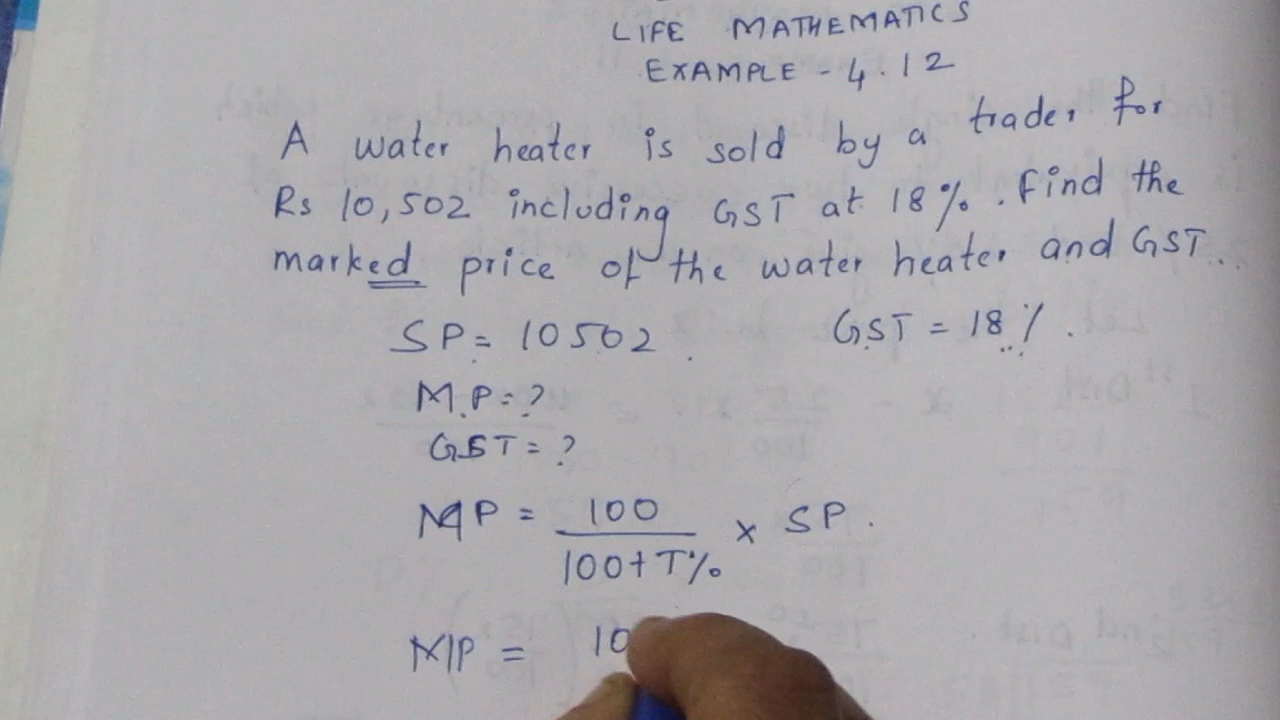 LIFE MATHEMATICS
EXAMPLE - 4.12
A water heater is sold by a trader for
Rs 10,502 including GST at 18%. Find the
marked price of the water heater and GST..
SP = 10502. GST = 18%.
M.P = ?
GST = ?
MP = 100 / 100+T% × SP.
MP = 10